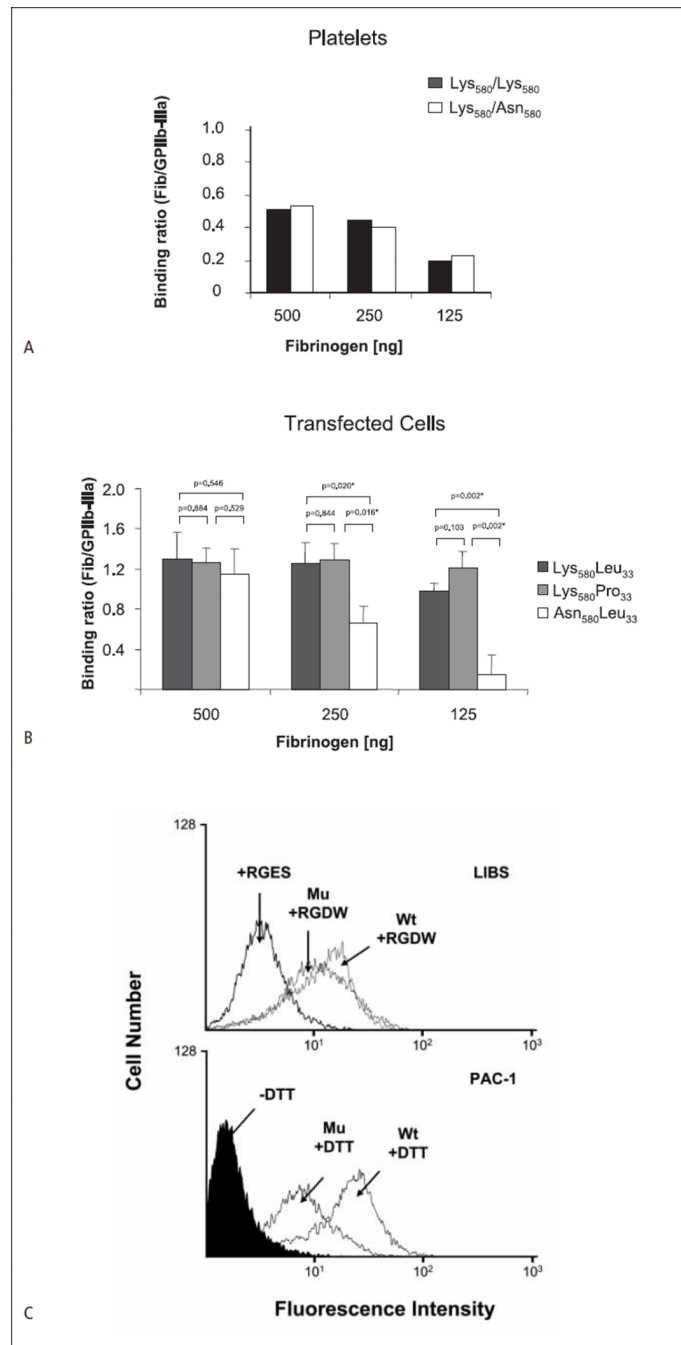 Platelets
Lys580/Lys580
Lys580/Asn580
Binding ratio (Fib/GPIIb-IIIa)
1.0
0.8
0.6
0.4
0.2
0
500 250 125
Fibrinogen [ng]
A
Transfected Cells
Binding ratio (Fib/GPIIb-IIIa)
2.0
1.6
1.2
0.8
0.4
p=0.546
p=0.884 p=0.529
p=0.020*
p=0.844 p=0.016*
p=0.002*
p=0.103 p=0.002*
Lys580Leu33
Lys580Pro33
Asn580Leu33
500 250 125
Fibrinogen [ng]
B
128
+RGES
LIBS
Mu
+RGDW
Wt
+RGDW
10¹ 10² 10³
Cell Number
128
PAC-1
-DTT
Mu
+DTT
Wt
+DTT
10¹ 10² 10³
Fluorescence Intensity
C